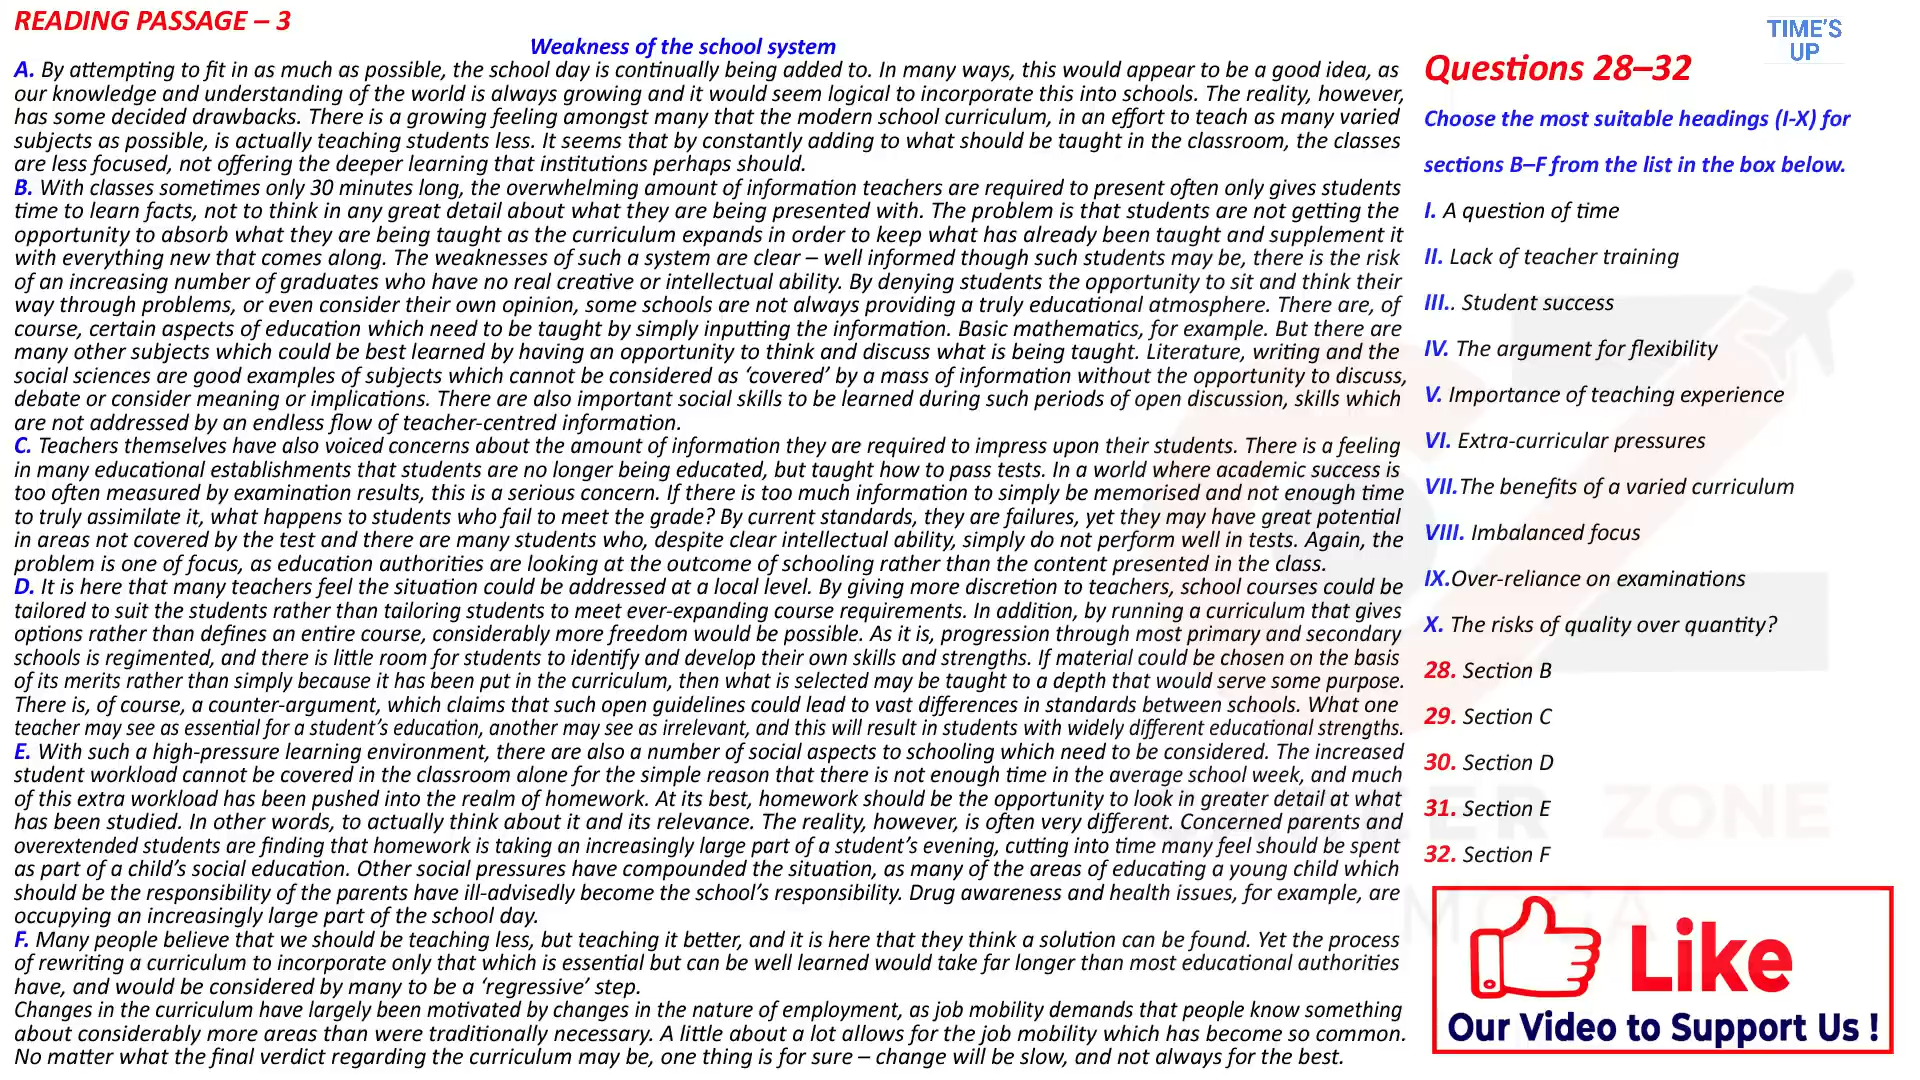 READING PASSAGE – 3
Weakness of the school system
A. By attempting to fit in as much as possible, the school day is continually being added to. In many ways, this would appear to be a good idea, as
our knowledge and understanding of the world is always growing and it would seem logical to incorporate this into schools. The reality, however,
has some decided drawbacks. There is a growing feeling amongst many that the modern school curriculum, in an effort to teach as many varied
subjects as possible, is actually teaching students less. It seems that by constantly adding to what should be taught in the classroom, the classes
are less focused, not offering the deeper learning that institutions perhaps should.
B. With classes sometimes only 30 minutes long, the overwhelming amount of information teachers are required to present often only gives students
time to learn facts, not to think in any great detail about what they are being presented with. The problem is that students are not getting the
opportunity to absorb what they are being taught as the curriculum expands in order to keep what has already been taught and supplement it
with everything new that comes along. The weaknesses of such a system are clear – well informed though such students may be, there is the risk
of an increasing number of graduates who have no real creative or intellectual ability. By denying students the opportunity to sit and think their
way through problems, or even consider their own opinion, some schools are not always providing a truly educational atmosphere. There are, of
course, certain aspects of education which need to be taught by simply inputting the information. Basic mathematics, for example. But there are
many other subjects which could be best learned by having an opportunity to think and discuss what is being taught. Literature, writing and the
social sciences are good examples of subjects which cannot be considered as ‘covered’ by a mass of information without the opportunity to discuss,
debate or consider meaning or implications. There are also important social skills to be learned during such periods of open discussion, skills which
are not addressed by an endless flow of teacher-centred information.
C. Teachers themselves have also voiced concerns about the amount of information they are required to impress upon their students. There is a feeling
in many educational establishments that students are no longer being educated, but taught how to pass tests. In a world where academic success is
too often measured by examination results, this is a serious concern. If there is too much information to simply be memorised and not enough time
to truly assimilate it, what happens to students who fail to meet the grade? By current standards, they are failures, yet they may have great potential
in areas not covered by the test and there are many students who, despite clear intellectual ability, simply do not perform well in tests. Again, the
problem is one of focus, as education authorities are looking at the outcome of schooling rather than the content presented in the class.
D. It is here that many teachers feel the situation could be addressed at a local level. By giving more discretion to teachers, school courses could be
tailored to suit the students rather than tailoring students to meet ever-expanding course requirements. In addition, by running a curriculum that gives
options rather than defines an entire course, considerably more freedom would be possible. As it is, progression through most primary and secondary
schools is regimented, and there is little room for students to identify and develop their own skills and strengths. If material could be chosen on the basis
of its merits rather than simply because it has been put in the curriculum, then what is selected may be taught to a depth that would serve some purpose.
There is, of course, a counter-argument, which claims that such open guidelines could lead to vast differences in standards between schools. What one
teacher may see as essential for a student’s education, another may see as irrelevant, and this will result in students with widely different educational strengths.
E. With such a high-pressure learning environment, there are also a number of social aspects to schooling which need to be considered. The increased
student workload cannot be covered in the classroom alone for the simple reason that there is not enough time in the average school week, and much
of this extra workload has been pushed into the realm of homework. At its best, homework should be the opportunity to look in greater detail at what
has been studied. In other words, to actually think about it and its relevance. The reality, however, is often very different. Concerned parents and
overextended students are finding that homework is taking an increasingly large part of a student’s evening, cutting into time many feel should be spent
as part of a child’s social education. Other social pressures have compounded the situation, as many of the areas of educating a young child which
should be the responsibility of the parents have ill-advisedly become the school’s responsibility. Drug awareness and health issues, for example, are
occupying an increasingly large part of the school day.
F. Many people believe that we should be teaching less, but teaching it better, and it is here that they think a solution can be found. Yet the process
of rewriting a curriculum to incorporate only that which is essential but can be well learned would take far longer than most educational authorities
have, and would be considered by many to be a ‘regressive’ step.
Changes in the curriculum have largely been motivated by changes in the nature of employment, as job mobility demands that people know something
about considerably more areas than were traditionally necessary. A little about a lot allows for the job mobility which has become so common.
No matter what the final verdict regarding the curriculum may be, one thing is for sure – change will be slow, and not always for the best.
TIME’S
UP
Questions 28–32
Choose the most suitable headings (I-X) for
sections B–F from the list in the box below.
I. A question of time
II. Lack of teacher training
III.. Student success
IV. The argument for flexibility
V. Importance of teaching experience
VI. Extra-curricular pressures
VII.The benefits of a varied curriculum
VIII. Imbalanced focus
IX.Over-reliance on examinations
X. The risks of quality over quantity?
28. Section B
29. Section C
30. Section D
31. Section E
32. Section F
CAREER ZONE
MOGA
Like
Our Video to Support Us !